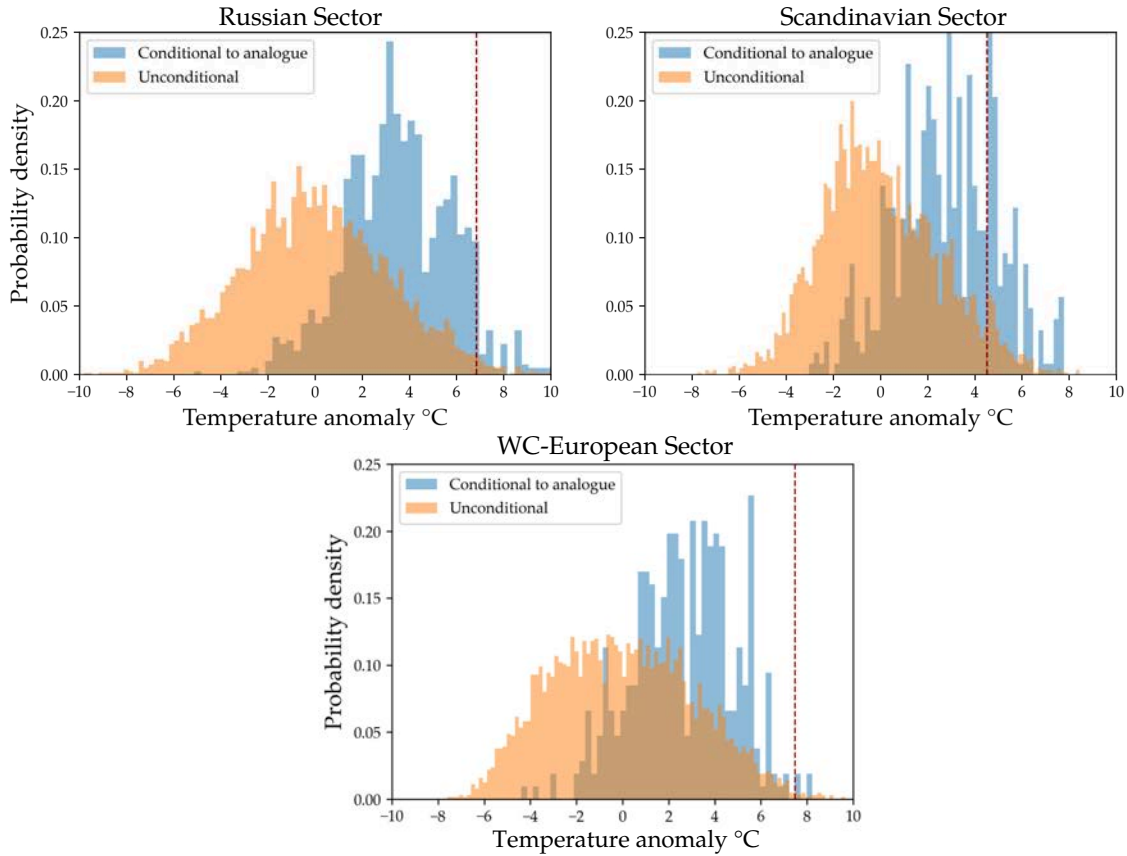 Russian Sector
0.25
0.20
0.15
0.10
0.05
0.00
Probability density
Conditional to analogue
Unconditional
−10 −8 −6 −4 −2 0 2 4 6 8 10
Temperature anomaly °C
Scandinavian Sector
0.25
0.20
0.15
0.10
0.05
0.00
Conditional to analogue
Unconditional
−10 −8 −6 −4 −2 0 2 4 6 8 10
Temperature anomaly °C
WC-European Sector
0.25
0.20
0.15
0.10
0.05
0.00
Probability density
Conditional to analogue
Unconditional
−10 −8 −6 −4 −2 0 2 4 6 8 10
Temperature anomaly °C